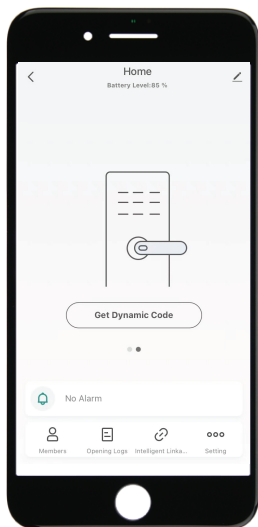 Home
Battery Level:85 %
Get Dynamic Code
No Alarm
Members Opening Logs Intelligent Linka... Setting